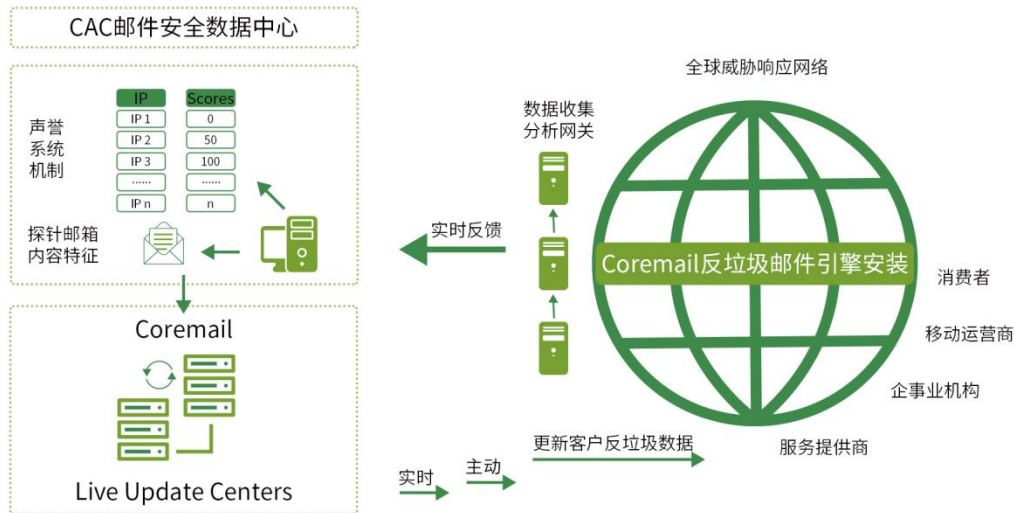 CAC邮件安全数据中心
声誉
系统
机制
IP Scores
IP 1 0
IP 2 50
IP 3 100
...... ......
IP n n
探针邮箱
内容特征
Coremail
Live Update Centers
实时反馈
数据收集
分析网关
全球威胁响应网络
Coremail反垃圾邮件引擎安装
消费者
移动运营商
企事业机构
服务提供商
实时
主动
更新客户反垃圾数据